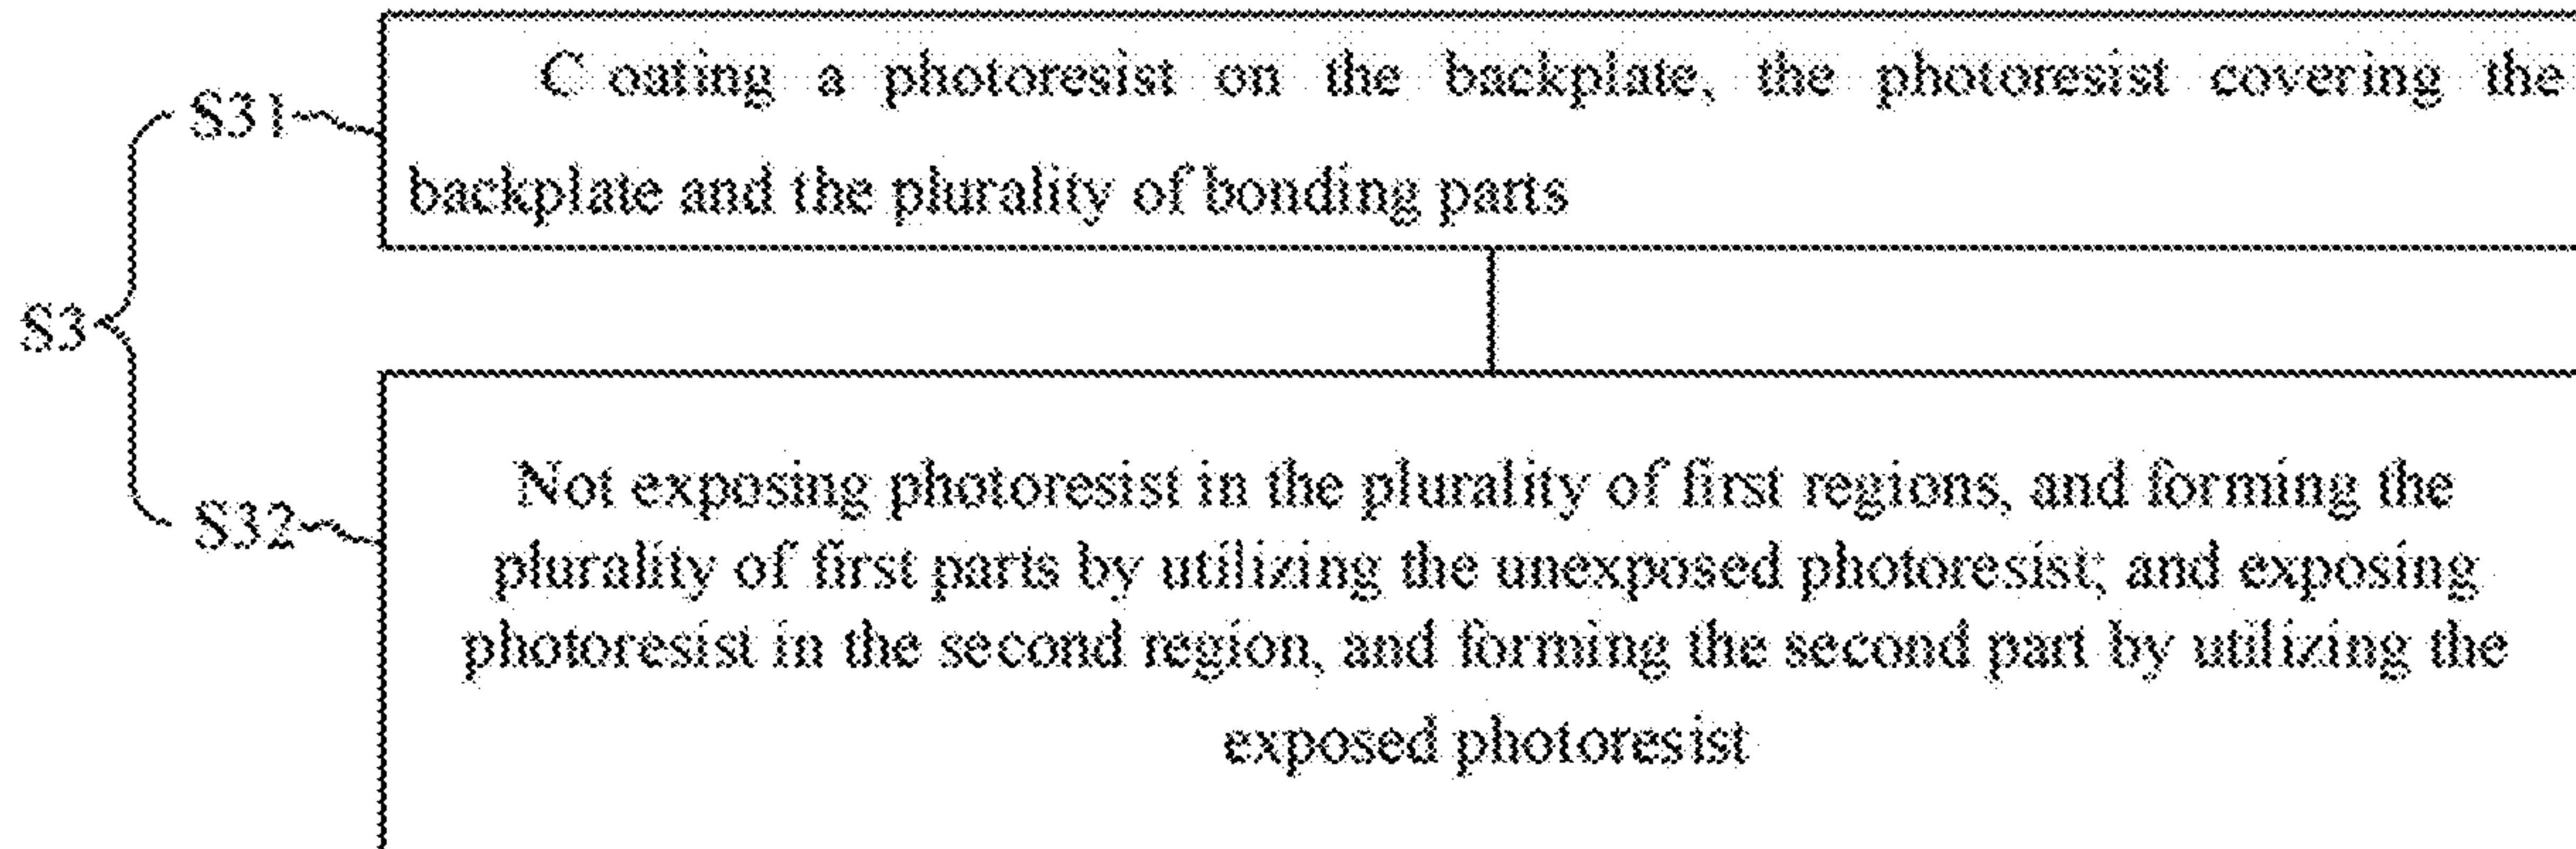 C oating a photoresist on the backplate, the photoresist covering the
S31
backplate and the plurality of bonding parts
S3
Not exposing photoresist in the plurality of first regions, and forming the
S32
plurality of first parts by utilizing the unexposed photoresist; and exposing
photoresist in the second region, and forming the second part by utilizing the
exposed photoresist